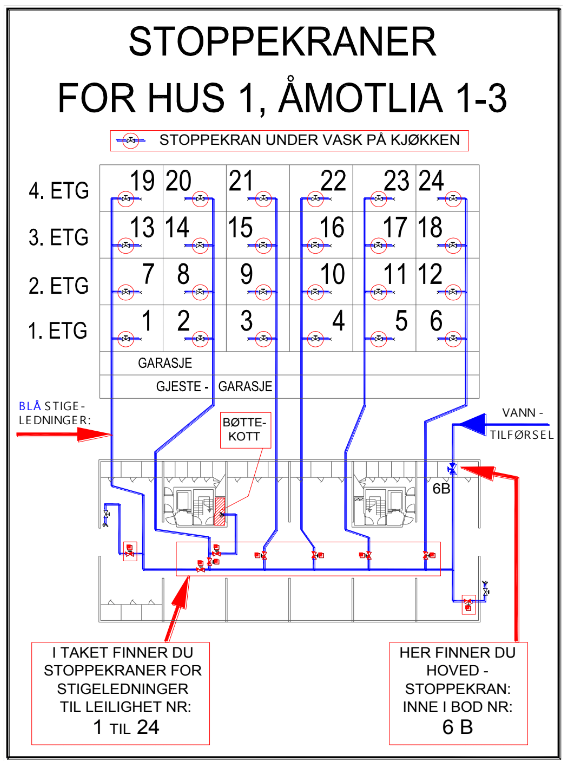 STOPPEKRANER
FOR HUS 1, ÅMOTLIA 1-3
STOPPEKRAN UNDER VASK PÅ KJØKKEN
4. ETG 19 20 21 22 23 24
3. ETG 13 14 15 16 17 18
2. ETG 7 8 9 10 11 12
1. ETG 1 2 3 4 5 6
GARASJE
GJESTE - GARASJE
BLÅ STIGE-
LEDNINGER:
BØTTE-
KOTT
VANN -
TILFØRSEL
6B
I TAKET FINNER DU
STOPPEKRANER FOR
STIGELEDNINGER
TIL LEILIGHET NR:
1 TIL 24
HER FINNER DU
HOVED -
STOPPEKRAN:
INNE I BOD NR:
6 B